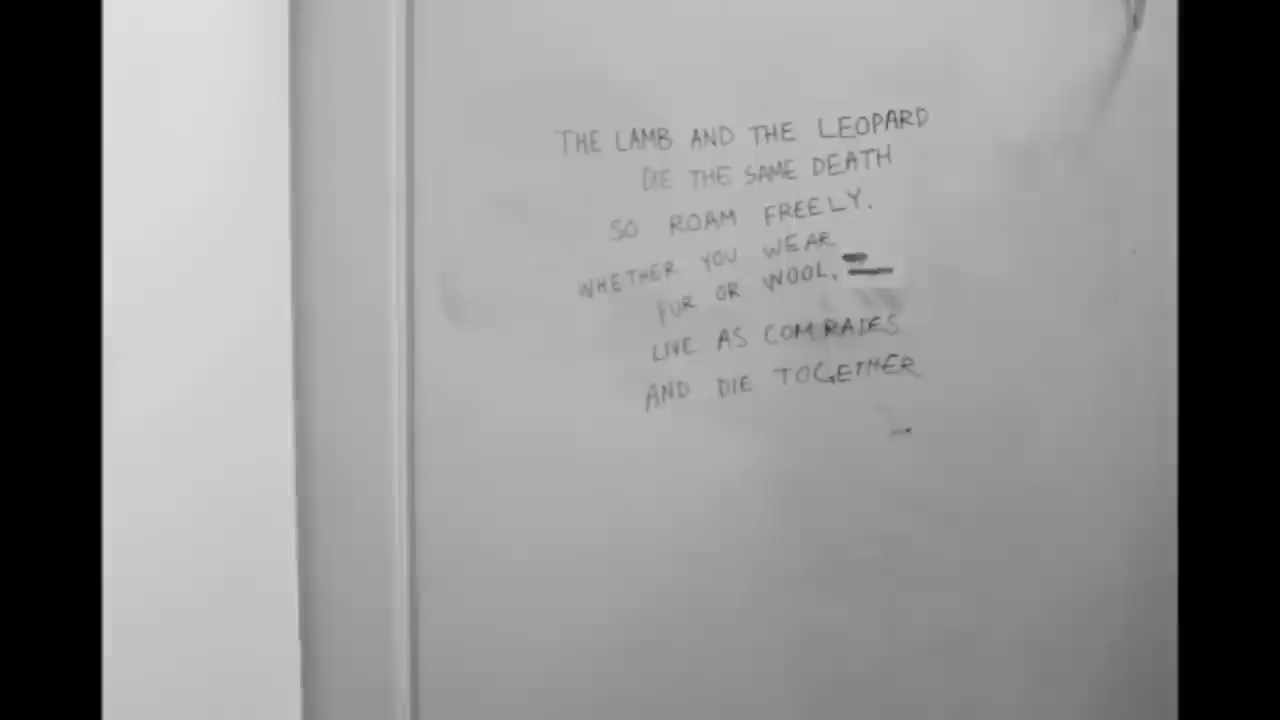 THE LAMB AND THE LEOPARD
DIE THE SAME DEATH
SO ROAM FREELY.
WHETHER YOU WEAR
FUR OR WOOL,
LIVE AS COMRADES
AND DIE TOGETHER